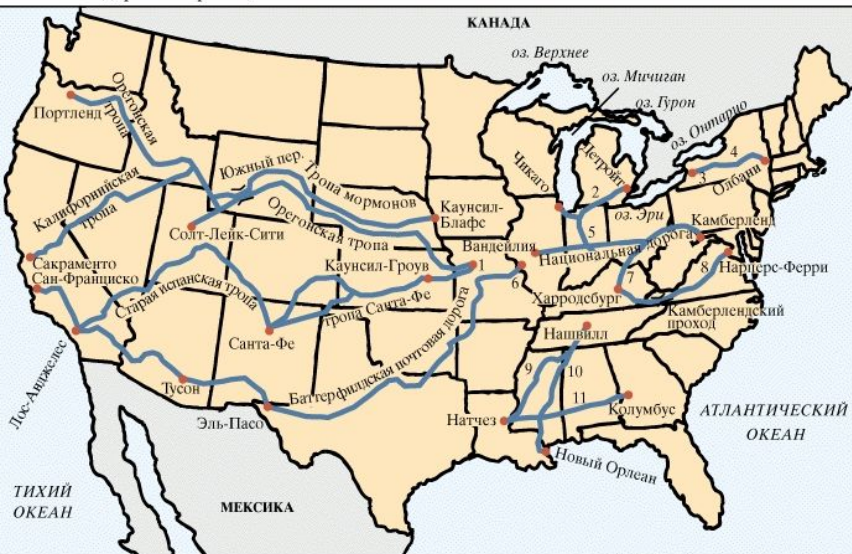 КАНАДА
оз. Верхнее
оз. Мичиган
оз. Гурон
оз. Онтарио
оз. Эри
Портленд
Орегонская
тропа
Калифорнийская
тропа
Южный пер.
Тропа мормонов
Орегонская тропа
Каунсил-
Блафс
Чикаго
Детройт
2
3
4
Олбани
5
Камберленд
Солт-Лейк-Сити
Вандейлия
Национальная дорога
Сакраменто
Сан-Франциско
Старая испанская тропа
Каунсил-Гроув
1
6
7
8
Нарперс-Ферри
Харродсбург
тропа Санта-Фе
Санта-Фе
Камберлендский
проход
Нашвилл
Лос-Анджелес
Баттерфилдская почтовая дорога
9
10
11
Тусон
Эль-Пасо
Натчез
Колумбус
АТЛАНТИЧЕСКИЙ
ОКЕАН
Новый Орлеан
ТИХИЙ
ОКЕАН
МЕКСИКА